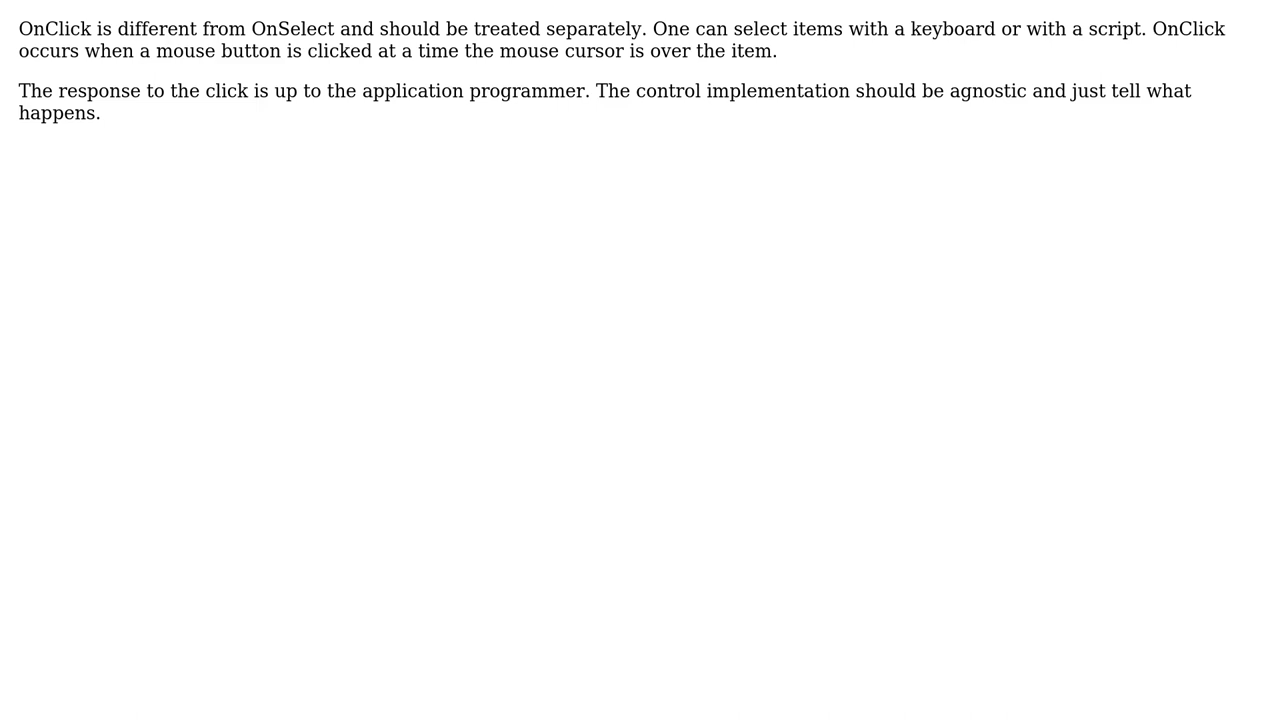 OnClick is different from OnSelect and should be treated separately. One can select items with a keyboard or with a script. OnClick
occurs when a mouse button is clicked at a time the mouse cursor is over the item.
The response to the click is up to the application programmer. The control implementation should be agnostic and just tell what
happens.